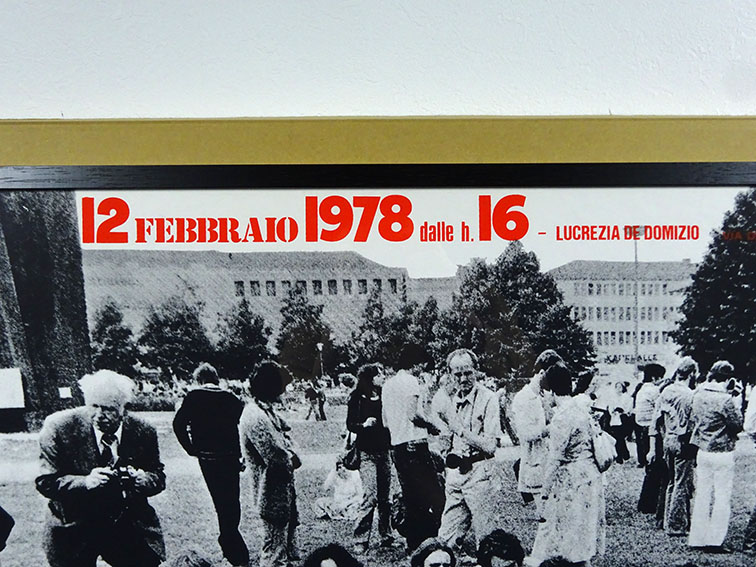 12 FEBBRAIO 1978 dalle h. 16 - LUCREZIA DE DOMIZIO